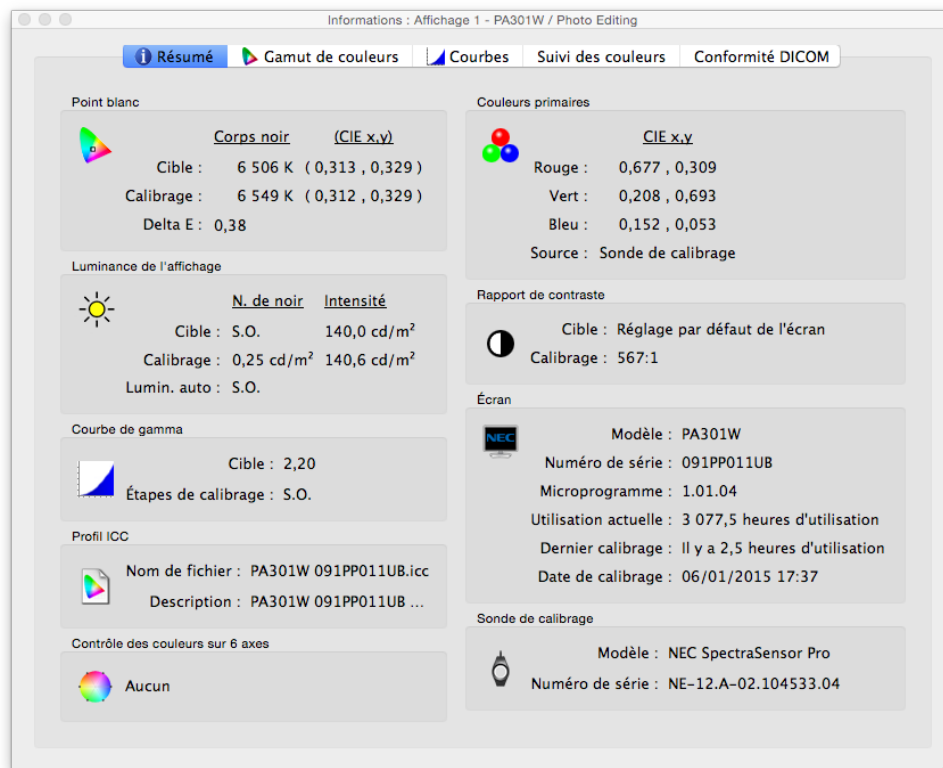 Informations : Affichage 1 - PA301W / Photo Editing
Résumé
Gamut de couleurs
Courbes
Suivi des couleurs
Conformité DICOM
Point blanc
Corps noir (CIE x,y)
Cible : 6 506 K ( 0,313 , 0,329 )
Calibrage : 6 549 K ( 0,312 , 0,329 )
Delta E : 0,38
Luminance de l'affichage
N. de noir Intensité
Cible : S.O. 140,0 cd/m²
Calibrage : 0,25 cd/m² 140,6 cd/m²
Lumin. auto : S.O.
Courbe de gamma
Cible : 2,20
Étapes de calibrage : S.O.
Profil ICC
Nom de fichier : PA301W 091PP011UB.icc
Description : PA301W 091PP011UB ...
Contrôle des couleurs sur 6 axes
Aucun
Couleurs primaires
CIE x,y
Rouge : 0,677 , 0,309
Vert : 0,208 , 0,693
Bleu : 0,152 , 0,053
Source : Sonde de calibrage
Rapport de contraste
Cible : Réglage par défaut de l'écran
Calibrage : 567:1
Écran
NEC
Modèle : PA301W
Numéro de série : 091PP011UB
Microprogramme : 1.01.04
Utilisation actuelle : 3 077,5 heures d'utilisation
Dernier calibrage : Il y a 2,5 heures d'utilisation
Date de calibrage : 06/01/2015 17:37
Sonde de calibrage
Modèle : NEC SpectraSensor Pro
Numéro de série : NE-12.A-02.104533.04